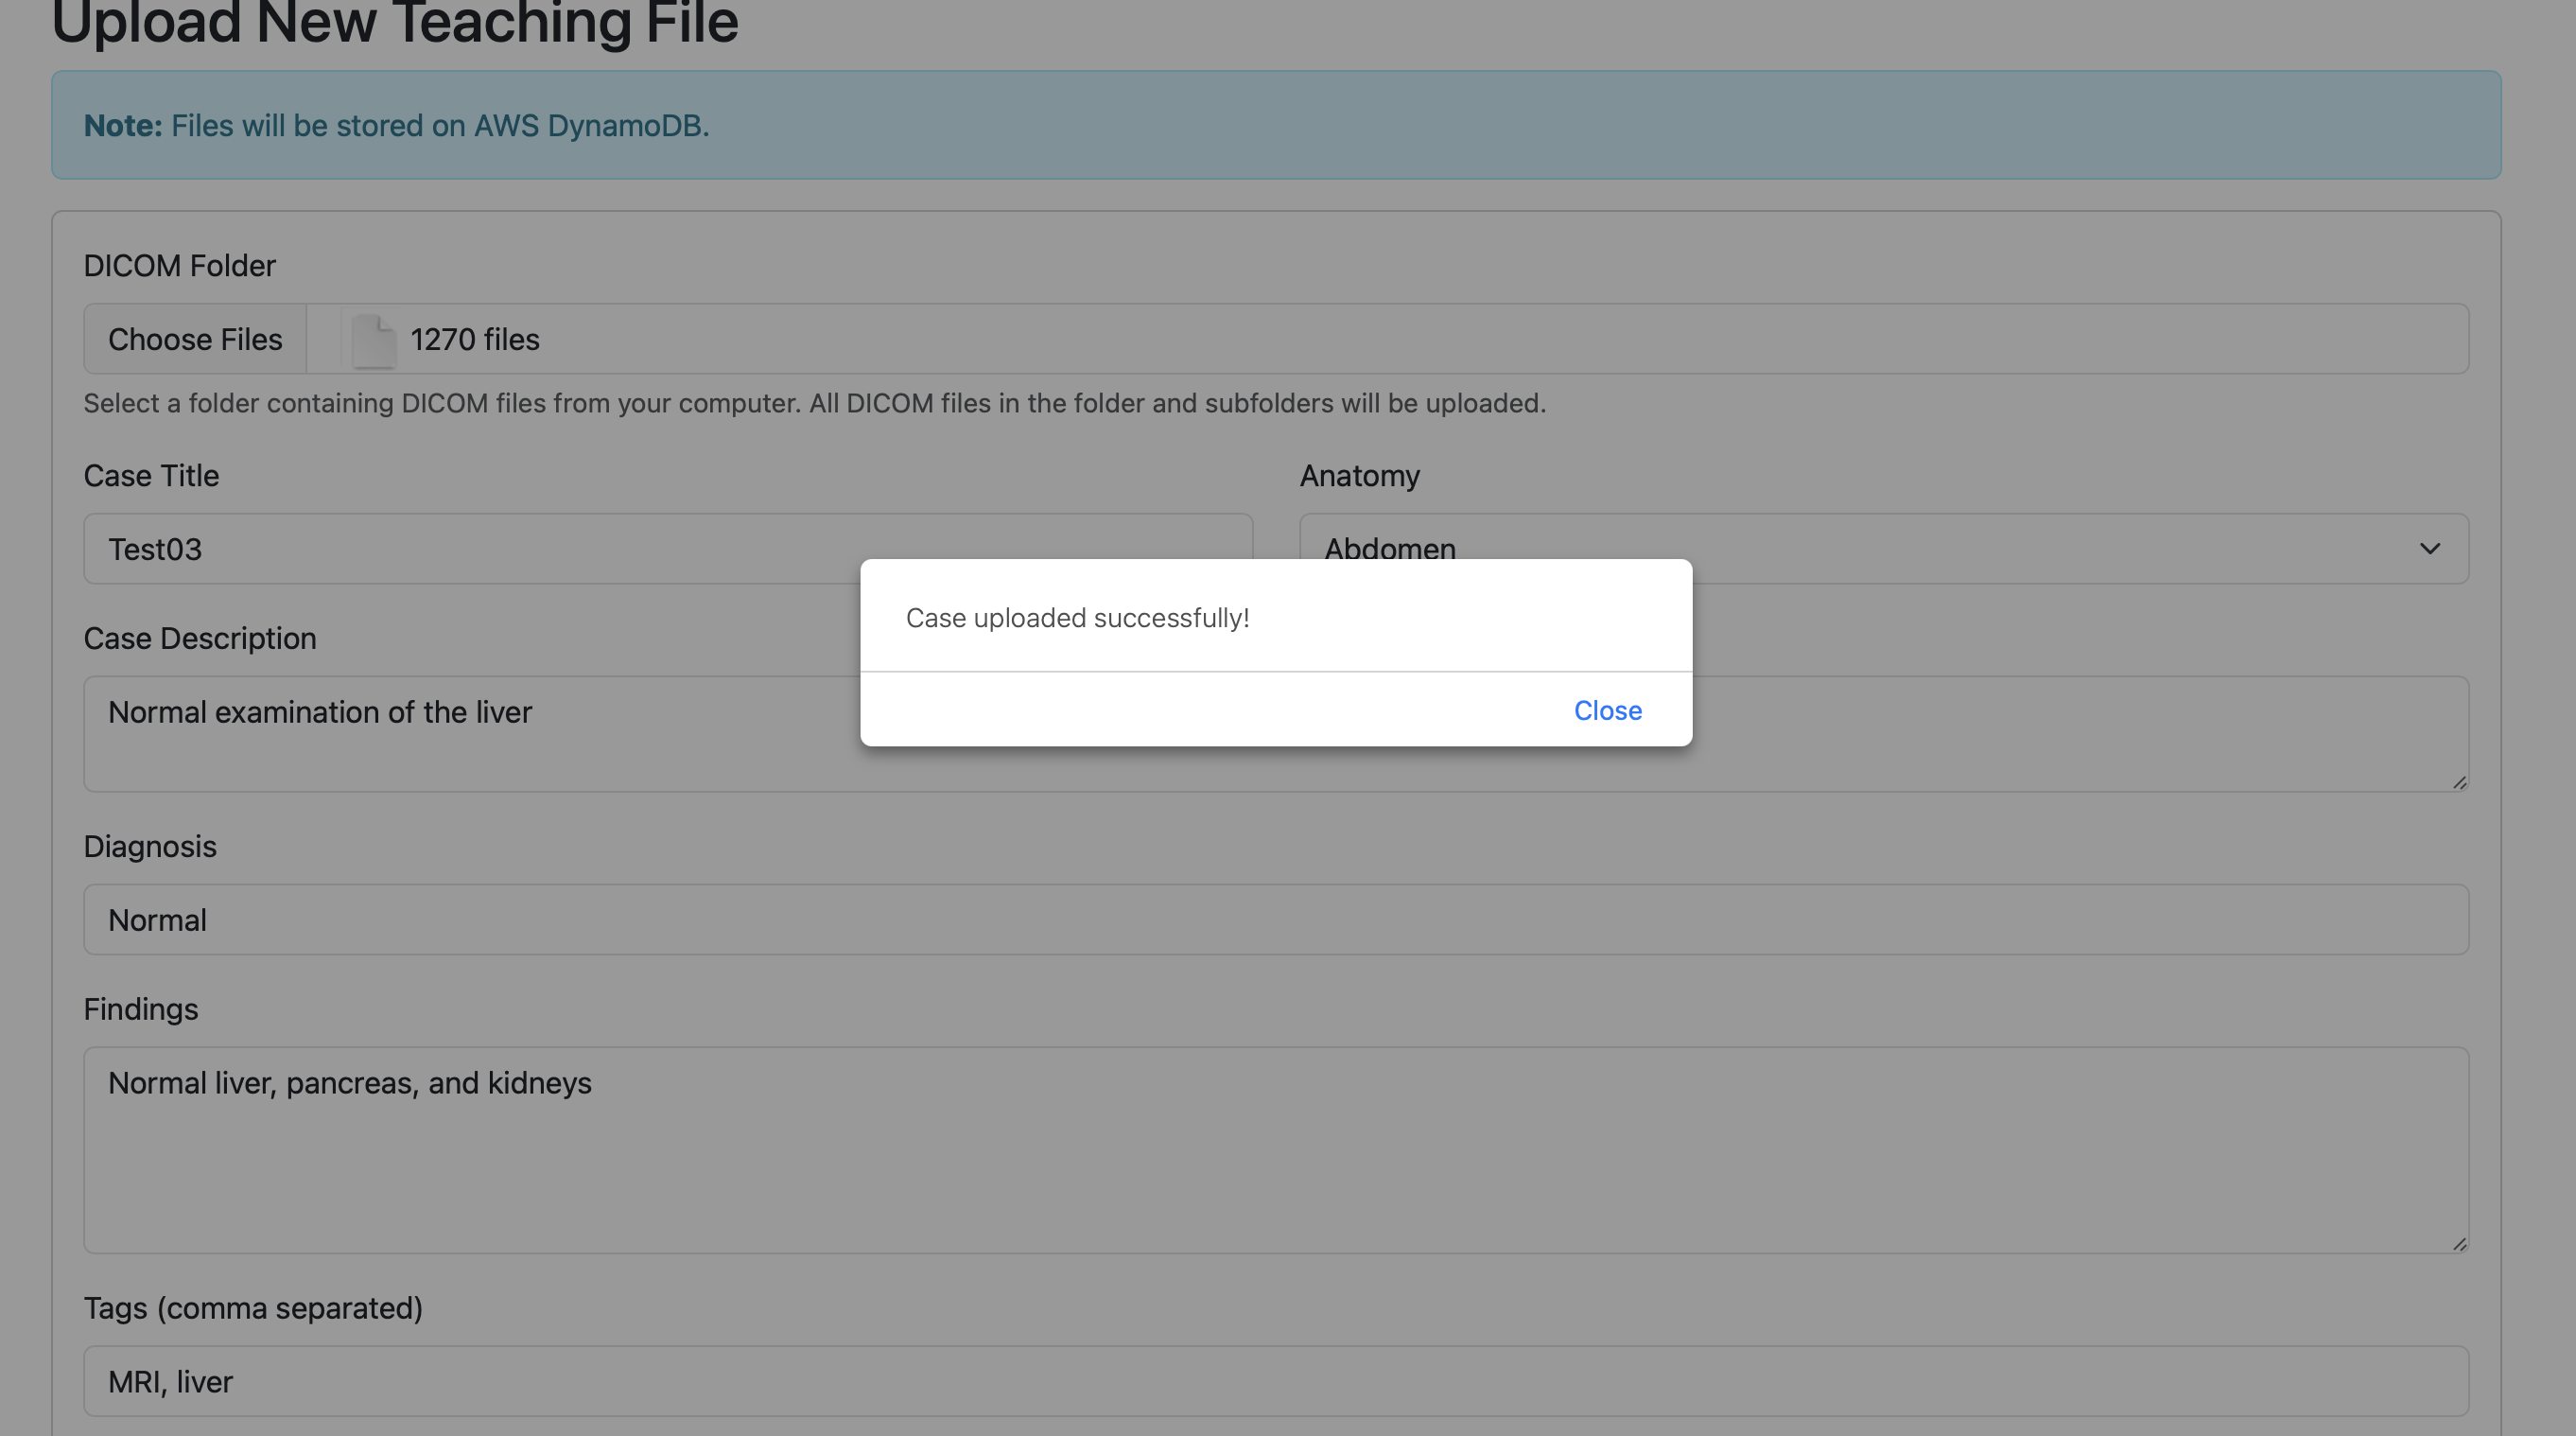 Upload New Teaching File
Note: Files will be stored on AWS DynamoDB.
DICOM Folder
Choose Files 1270 files
Select a folder containing DICOM files from your computer. All DICOM files in the folder and subfolders will be uploaded.
Case Title
Anatomy
Test03
Abdomen
Case uploaded successfully!
Close
Case Description
Normal examination of the liver
Diagnosis
Normal
Findings
Normal liver, pancreas, and kidneys
Tags (comma separated)
MRI, liver